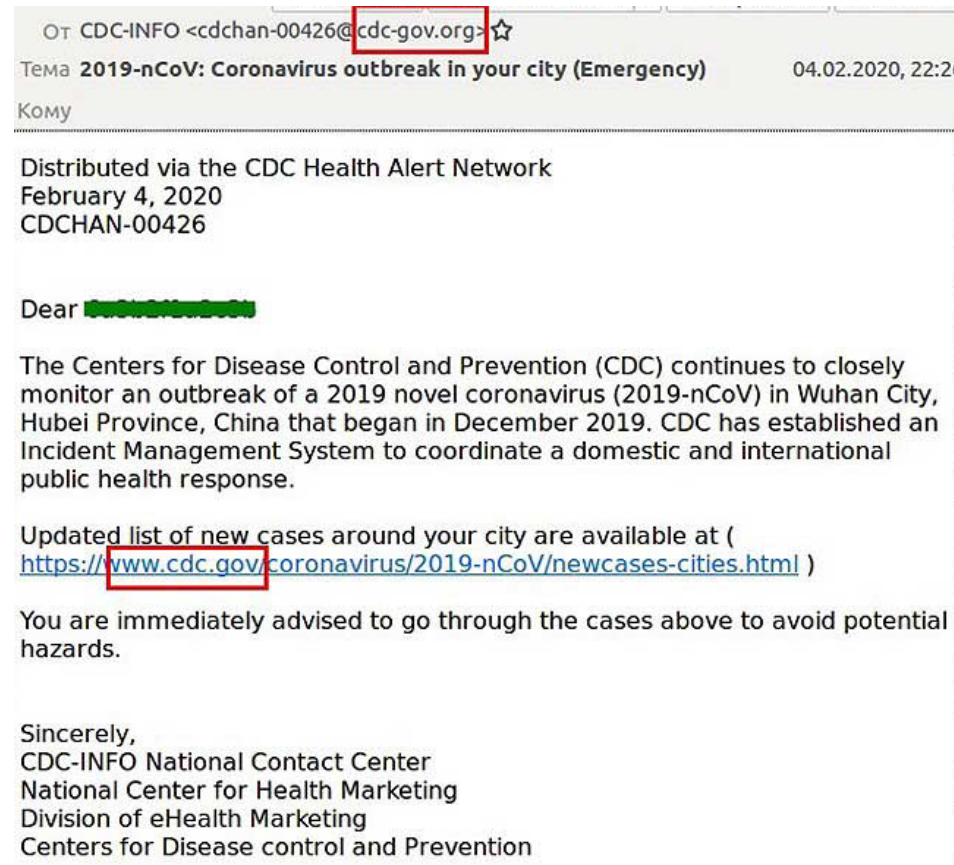 От CDC-INFO <cdchan-00426@cdc-gov.org>
Тема 2019-nCoV: Coronavirus outbreak in your city (Emergency) 04.02.2020, 22:26
Кому
Distributed via the CDC Health Alert Network
February 4, 2020
CDCHAN-00426
Dear
The Centers for Disease Control and Prevention (CDC) continues to closely
monitor an outbreak of a 2019 novel coronavirus (2019-nCoV) in Wuhan City,
Hubei Province, China that began in December 2019. CDC has established an
Incident Management System to coordinate a domestic and international
public health response.
Updated list of new cases around your city are available at (
https://www.cdc.gov/coronavirus/2019-nCoV/newcases-cities.html )
You are immediately advised to go through the cases above to avoid potential
hazards.
Sincerely,
CDC-INFO National Contact Center
National Center for Health Marketing
Division of eHealth Marketing
Centers for Disease control and Prevention